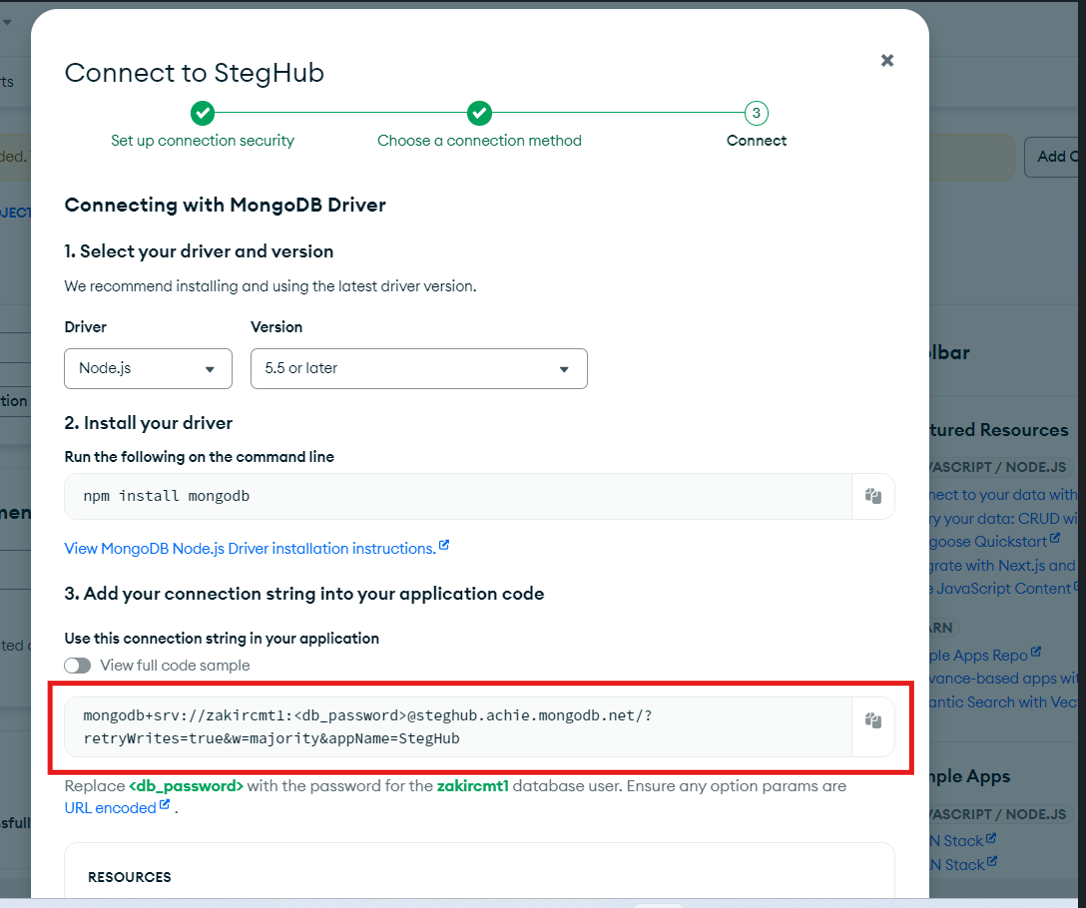 Connect to StegHub
rts
Set up connection security
Choose a connection method
3
Connect
ded.
Add C
OJECT
Connecting with MongoDB Driver
1. Select your driver and version
We recommend installing and using the latest driver version.
Driver
Version
Node.js
5.5 or later
lbar
tion
2. Install your driver
tured Resources
Run the following on the command line
VASCRIPT / NODE.JS
npm install mongodb
nect to your data with
ry your data: CRUD wi
men
goose Quickstart
View MongoDB Node.js Driver installation instructions.
grate with Next.js and
e JavaScript Content
3. Add your connection string into your application code
ARN
Use this connection string in your application
ted
ple Apps Repo
View full code sample
vance-based apps wit
antic Search with Vec
mongodb+srv://zakircmt1:<db_password>@steghub.achie.mongodb.net/?
retryWrites=true&w=majority&appName=StegHub
mple Apps
Replace <db_password> with the password for the zakircmt1 database user. Ensure any option params are
URL encoded .
VASCRIPT / NODE.JS
ssfull
N Stack
N Stack
RESOURCES